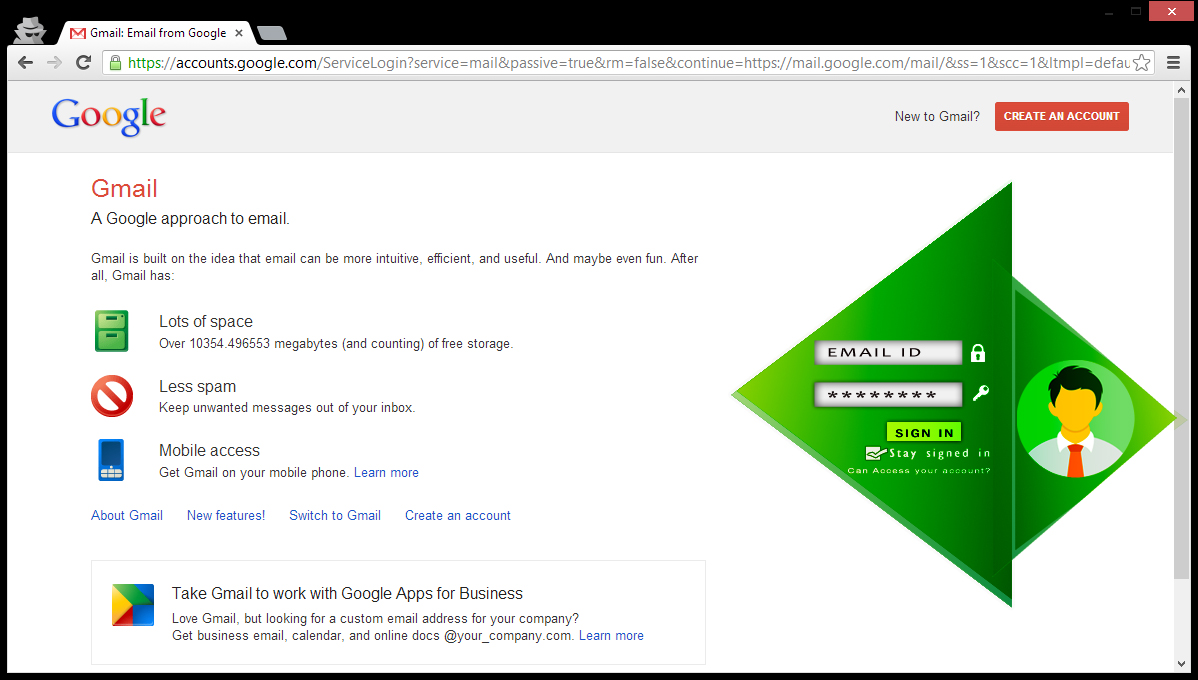 Gmail: Email from Google
https://accounts.google.com/ServiceLogin?service=mail&passive=true&rm=false&continue=https://mail.google.com/mail/&ss=1&scc=1&ltmpl=defau
Google
New to Gmail?
CREATE AN ACCOUNT
Gmail
A Google approach to email.
Gmail is built on the idea that email can be more intuitive, efficient, and useful. And maybe even fun. After
all, Gmail has:
Lots of space
Over 10354.496553 megabytes (and counting) of free storage.
Less spam
Keep unwanted messages out of your inbox.
Mobile access
Get Gmail on your mobile phone. Learn more
About Gmail
New features!
Switch to Gmail
Create an account
Take Gmail to work with Google Apps for Business
Love Gmail, but looking for a custom email address for your company?
Get business email, calendar, and online docs @your_company.com. Learn more
EMAIL ID
********
SIGN IN
Stay signed in
Can Access your account?